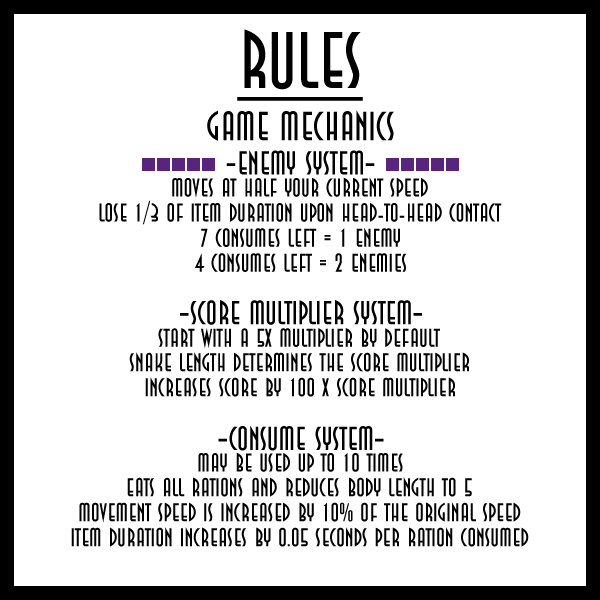 RULES
GAME MECHANICS
-ENEMY SYSTEM-
MOVES AT HALF YOUR CURRENT SPEED
LOSE 1/3 OF ITEM DURATION UPON HEAD-TO-HEAD CONTACT
7 CONSUMES LEFT = 1 ENEMY
4 CONSUMES LEFT = 2 ENEMIES
-SCORE MULTIPLIER SYSTEM-
START WITH A 5X MULTIPLIER BY DEFAULT
SNAKE LENGTH DETERMINES THE SCORE MULTIPLIER
INCREASES SCORE BY 100 X SCORE MULTIPLIER
-CONSUME SYSTEM-
MAY BE USED UP TO 10 TIMES
EATS ALL RATIONS AND REDUCES BODY LENGTH TO 5
MOVEMENT SPEED IS INCREASED BY 10% OF THE ORIGINAL SPEED
ITEM DURATION INCREASES BY 0.05 SECONDS PER RATION CONSUMED